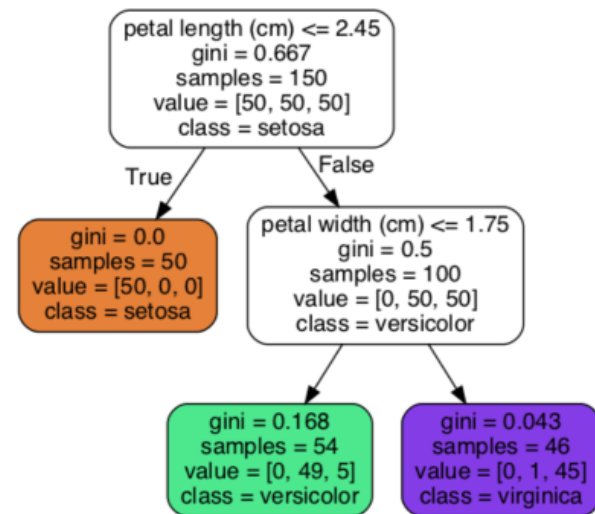 petal length (cm) <= 2.45
gini = 0.667
samples = 150
value = [50, 50, 50]
class = setosa
True
False
gini = 0.0
samples = 50
value = [50, 0, 0]
class = setosa
petal width (cm) <= 1.75
gini = 0.5
samples = 100
value = [0, 50, 50]
class = versicolor
gini = 0.168
samples = 54
value = [0, 49, 5]
class = versicolor
gini = 0.043
samples = 46
value = [0, 1, 45]
class = virginica